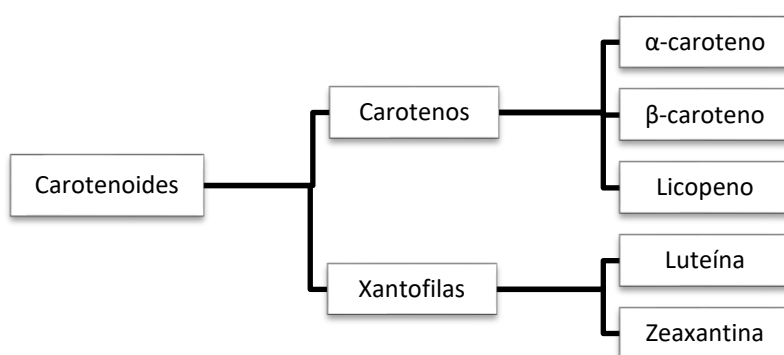 Carotenoides
Carotenos
α-caroteno
β-caroteno
Licopeno
Xantofilas
Luteína
Zeaxantina